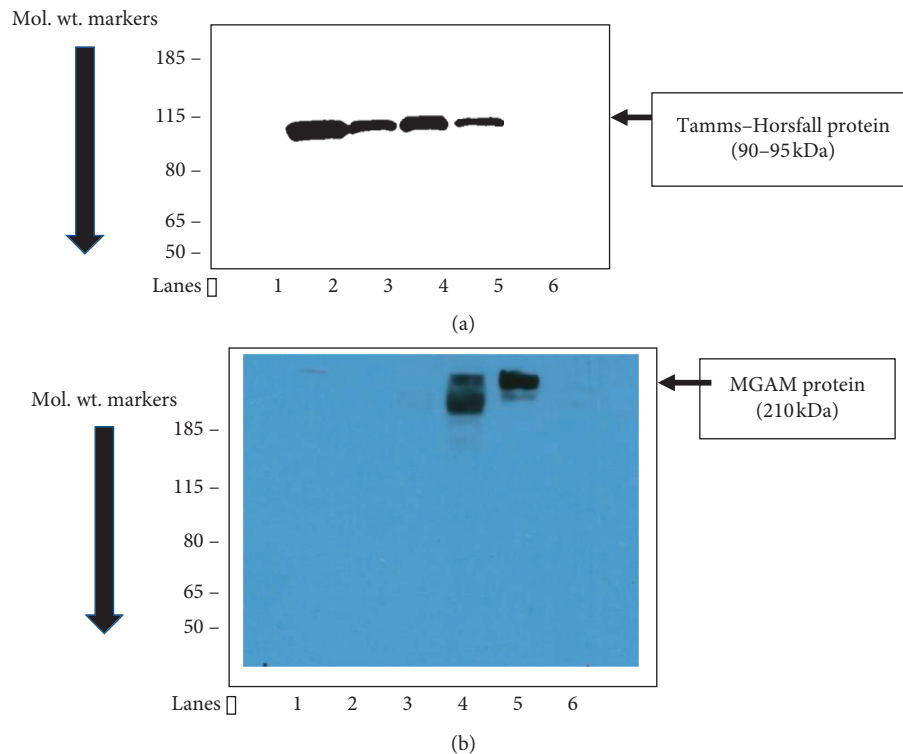 Mol. wt. markers
185 –
115 –
80 –
65 –
50 –
Tamms–Horsfall protein
(90–95 kDa)
Lanes 1 2 3 4 5 6
(a)
Mol. wt. markers
185 –
115 –
80 –
65 –
50 –
MGAM protein
(210 kDa)
Lanes 1 2 3 4 5 6
(b)